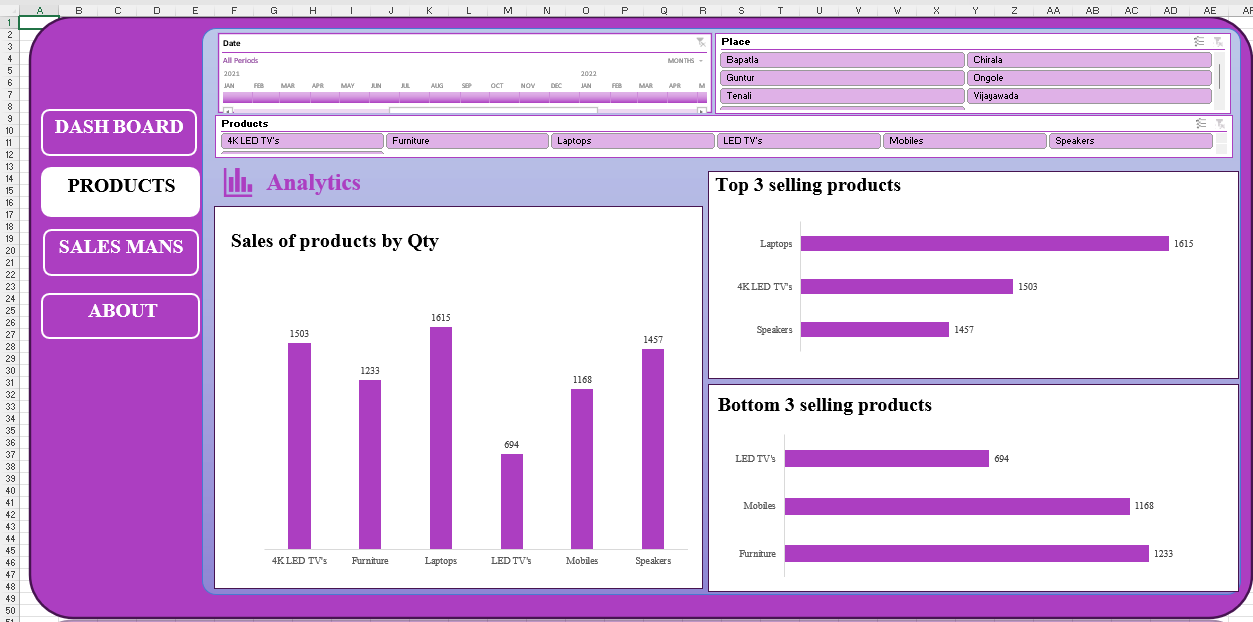 A B C D E F G H I J K L M N O P Q R S T U V W X Y Z AA AB AC AD AE AF
1
2
3
4
5
6
7
8
9
10
11
12
13
14
15
16
17
18
19
20
21
22
23
24
25
26
27
28
29
30
31
32
33
34
35
36
37
38
39
40
41
42
43
44
45
46
47
48
49
50
51
DASH BOARD
PRODUCTS
SALES MANS
ABOUT
Date
All Periods MONTHS
2021 2022
JAN FEB MAR APR MAY JUN JUL AUG SEP OCT NOV DEC JAN FEB MAR APR M
Place
Bapatla Chirala
Guntur Ongole
Tenali Vijayawada
Products
4K LED TV's Furniture Laptops LED TV's Mobiles Speakers
Analytics
Sales of products by Qty
1503 1233 1615 694 1168 1457
4K LED TV's Furniture Laptops LED TV's Mobiles Speakers
Top 3 selling products
Laptops 1615
4K LED TV's 1503
Speakers 1457
Bottom 3 selling products
LED TV's 694
Mobiles 1168
Furniture 1233